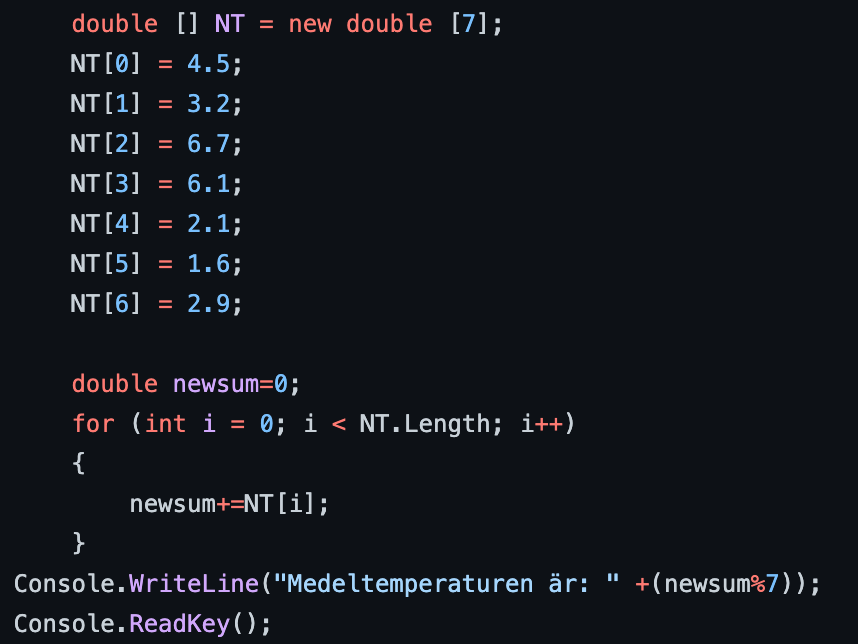 double [] NT = new double [7];
NT[0] = 4.5;
NT[1] = 3.2;
NT[2] = 6.7;
NT[3] = 6.1;
NT[4] = 2.1;
NT[5] = 1.6;
NT[6] = 2.9;
double newsum=0;
for (int i = 0; i < NT.Length; i++)
{
newsum+=NT[i];
}
Console.WriteLine("Medeltemperaturen är: " +(newsum%7));
Console.ReadKey();